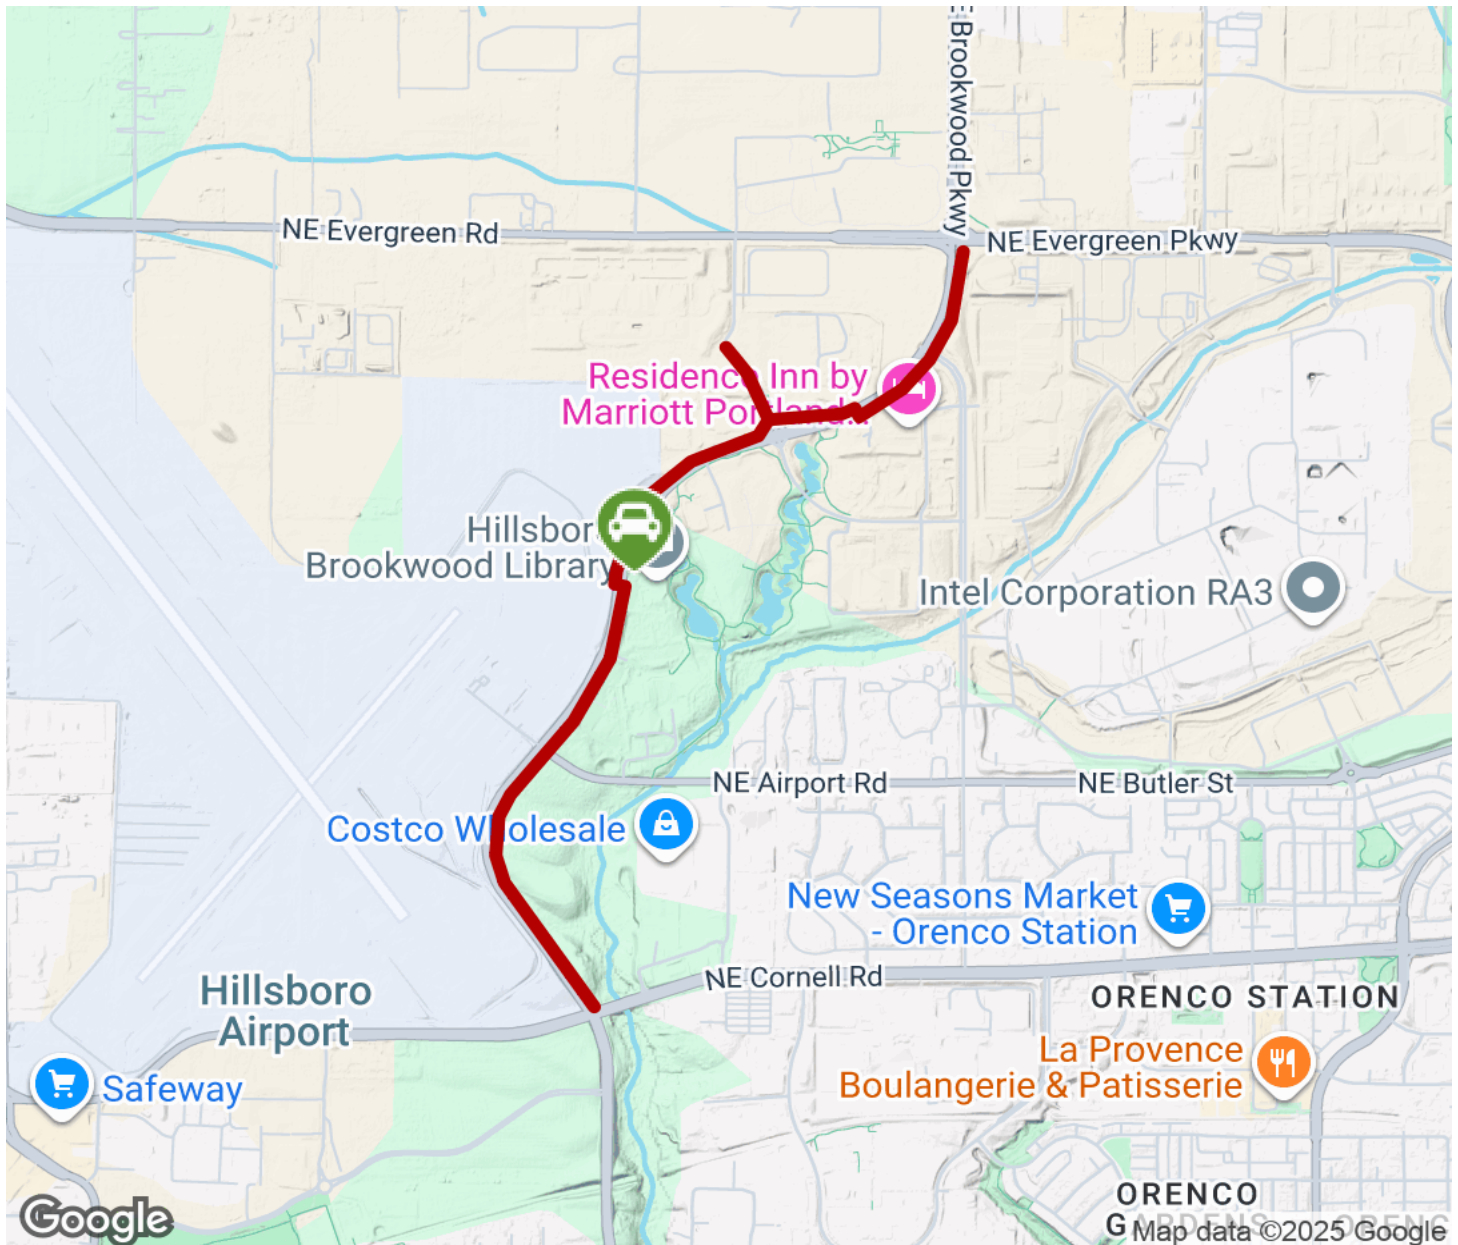 E Brookwood Pkwy
NE Evergreen Rd
NE Evergreen Pkwy
Residence Inn by
Marriott Portland...
Hillsboro
Brookwood Library
Intel Corporation RA3
NE Airport Rd
NE Butler St
Costco Wholesale
New Seasons Market
- Orenco Station
NE Cornell Rd
Hillsboro
Airport
ORENCO STATION
La Provence
Boulangerie & Patisserie
Safeway
ORENCO
GARDENS
ORENC
Google
Map data ©2025 Google